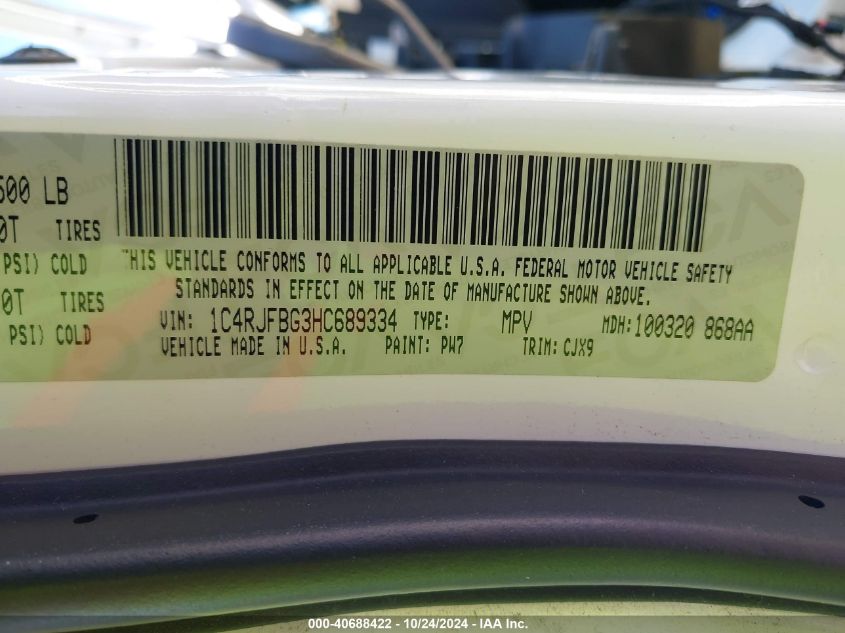 500 LB
0T TIRES
PSI) COLD
0T TIRES
PSI) COLD
"HIS VEHICLE CONFORMS TO ALL APPLICABLE U.S.A. FEDERAL MOTOR VEHICLE SAFETY
STANDARDS IN EFFECT ON THE DATE OF MANUFACTURE SHOWN ABOVE.
VIN: 1C4RJFBG3HC689334 TYPE: MPV MDH:100320 868AA
VEHICLE MADE IN U.S.A. PAINT: PW7 TRIM:CJX9
000-40688422 - 10/24/2024 - IAA Inc.